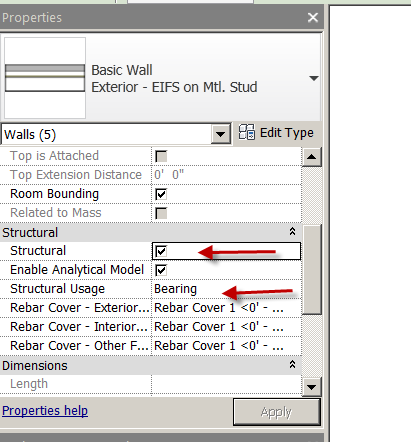 Properties
Basic Wall
Exterior - EIFS on Mtl. Stud
Walls (5)
Edit Type
Top is Attached
Top Extension Distance 0' 0"
Room Bounding
Related to Mass
Structural
Structural
Enable Analytical Model
Structural Usage Bearing
Rebar Cover - Exterior... Rebar Cover 1 <0' - ...
Rebar Cover - Interior... Rebar Cover 1 <0' - ...
Rebar Cover - Other F... Rebar Cover 1 <0' - ...
Dimensions
Length
Properties help
Apply